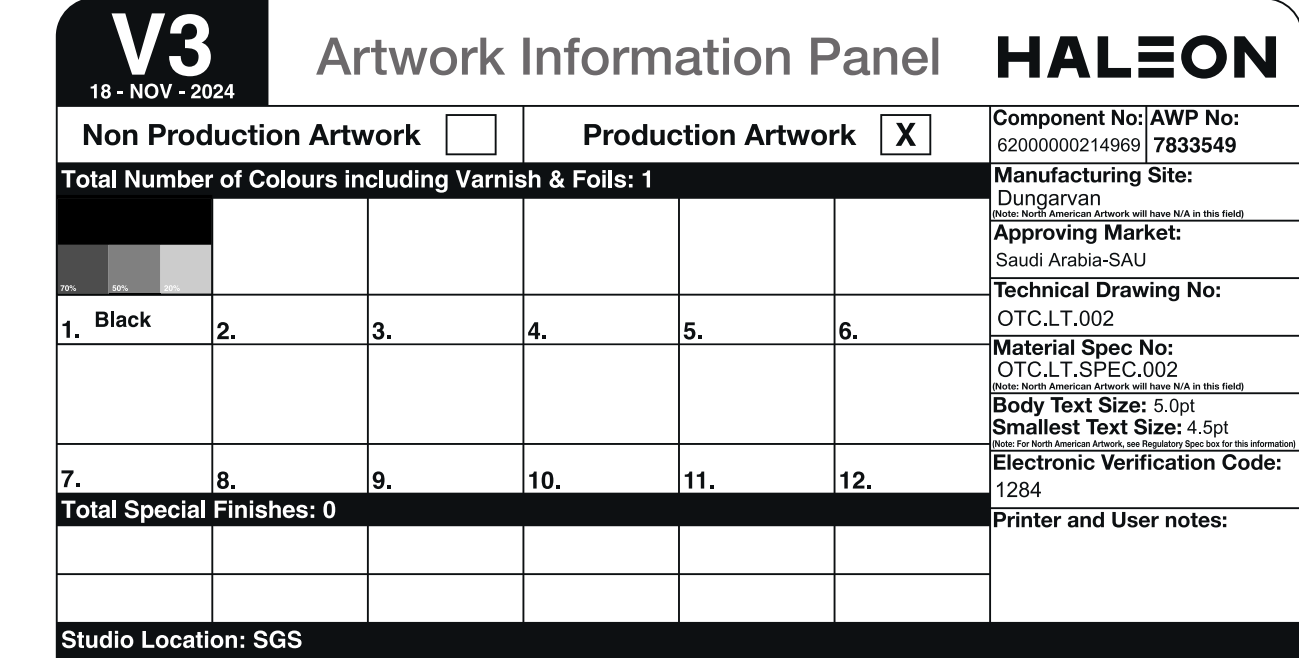 V3
18 - NOV - 2024
Artwork Information Panel
HALEON
Non Production Artwork
Production Artwork X
Component No:
62000000214969
AWP No:
7833549
Total Number of Colours including Varnish & Foils: 1
Manufacturing Site:
Dungarvan
(Note: North American Artwork will have N/A in this field)
Approving Market:
Saudi Arabia-SAU
70% 50% 20%
Technical Drawing No:
OTC.LT.002
1. Black
2.
3.
4.
5.
6.
Material Spec No:
OTC.LT.SPEC.002
(Note: North American Artwork will have N/A in this field)
Body Text Size: 5.0pt
Smallest Text Size: 4.5pt
(Note: For North American Artwork, see Regulatory Spec box for this information)
7.
8.
9.
10.
11.
12.
Electronic Verification Code:
1284
Total Special Finishes: 0
Printer and User notes:
Studio Location: SGS